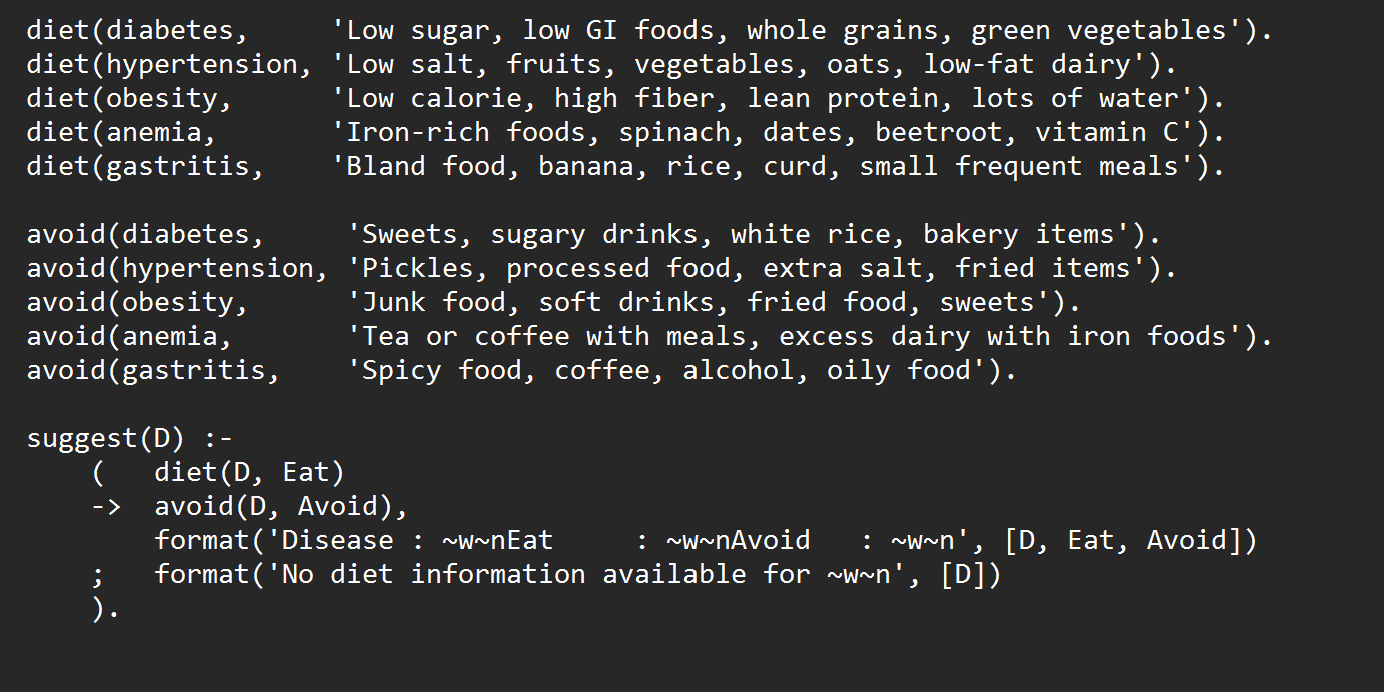 diet(diabetes,     'Low sugar, low GI foods, whole grains, green vegetables').
diet(hypertension, 'Low salt, fruits, vegetables, oats, low-fat dairy').
diet(obesity,      'Low calorie, high fiber, lean protein, lots of water').
diet(anemia,       'Iron-rich foods, spinach, dates, beetroot, vitamin C').
diet(gastritis,    'Bland food, banana, rice, curd, small frequent meals').

avoid(diabetes,     'Sweets, sugary drinks, white rice, bakery items').
avoid(hypertension, 'Pickles, processed food, extra salt, fried items').
avoid(obesity,      'Junk food, soft drinks, fried food, sweets').
avoid(anemia,       'Tea or coffee with meals, excess dairy with iron foods').
avoid(gastritis,    'Spicy food, coffee, alcohol, oily food').

suggest(D) :-
    (   diet(D, Eat)
    ->  avoid(D, Avoid),
        format('Disease : ~w~nEat     : ~w~nAvoid   : ~w~n', [D, Eat, Avoid])
    ;   format('No diet information available for ~w~n', [D])
    ).